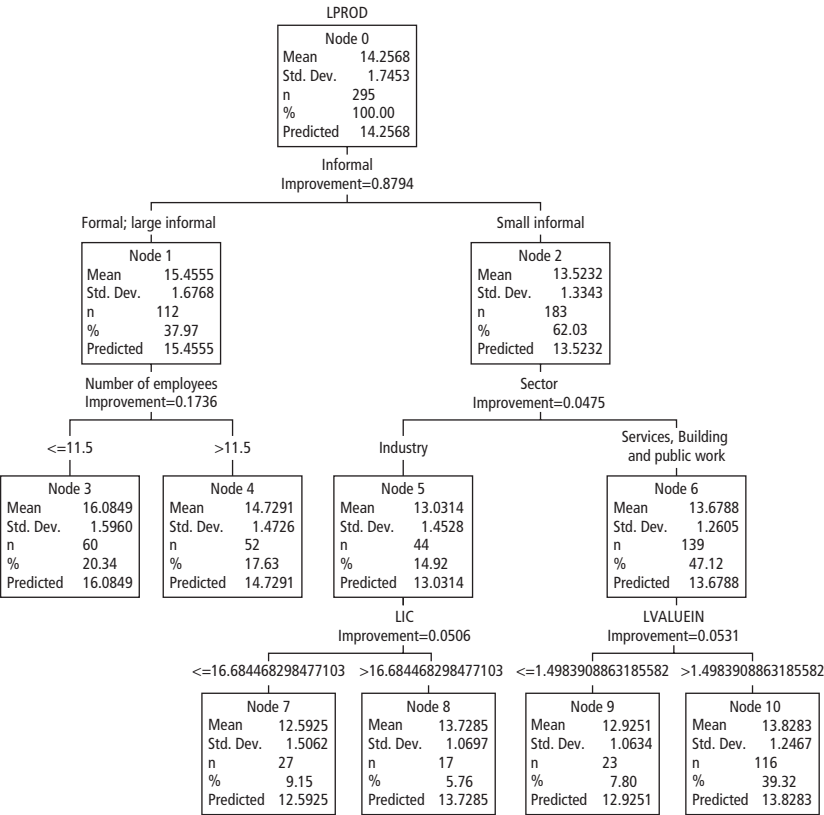 LPROD
Node 0
Mean 14.2568
Std. Dev. 1.7453
n 295
% 100.00
Predicted 14.2568
Informal
Improvement=0.8794
Formal; large informal
Node 1
Mean 15.4555
Std. Dev. 1.6768
n 112
% 37.97
Predicted 15.4555
Small informal
Node 2
Mean 13.5232
Std. Dev. 1.3343
n 183
% 62.03
Predicted 13.5232
Number of employees
Improvement=0.1736
Sector
Improvement=0.0475
<=11.5
Node 3
Mean 16.0849
Std. Dev. 1.5960
n 60
% 20.34
Predicted 16.0849
>11.5
Node 4
Mean 14.7291
Std. Dev. 1.4726
n 52
% 17.63
Predicted 14.7291
Industry
Node 5
Mean 13.0314
Std. Dev. 1.4528
n 44
% 14.92
Predicted 13.0314
Services, Building
and public work
Node 6
Mean 13.6788
Std. Dev. 1.2605
n 139
% 47.12
Predicted 13.6788
LIC
Improvement=0.0506
LVALUEIN
Improvement=0.0531
<=16.684468298477103
Node 7
Mean 12.5925
Std. Dev. 1.5062
n 27
% 9.15
Predicted 12.5925
>16.684468298477103
Node 8
Mean 13.7285
Std. Dev. 1.0697
n 17
% 5.76
Predicted 13.7285
<=1.4983908863185582
Node 9
Mean 12.9251
Std. Dev. 1.0634
n 23
% 7.80
Predicted 12.9251
>1.4983908863185582
Node 10
Mean 13.8283
Std. Dev. 1.2467
n 116
% 39.32
Predicted 13.8283